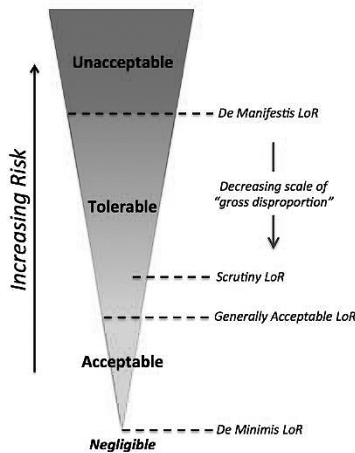 Unacceptable
De Manifestis LoR
Increasing Risk
Decreasing scale of
"gross disproportion"
Tolerable
Scrutiny LoR
Generally Acceptable LoR
Acceptable
De Minimis LoR
Negligible